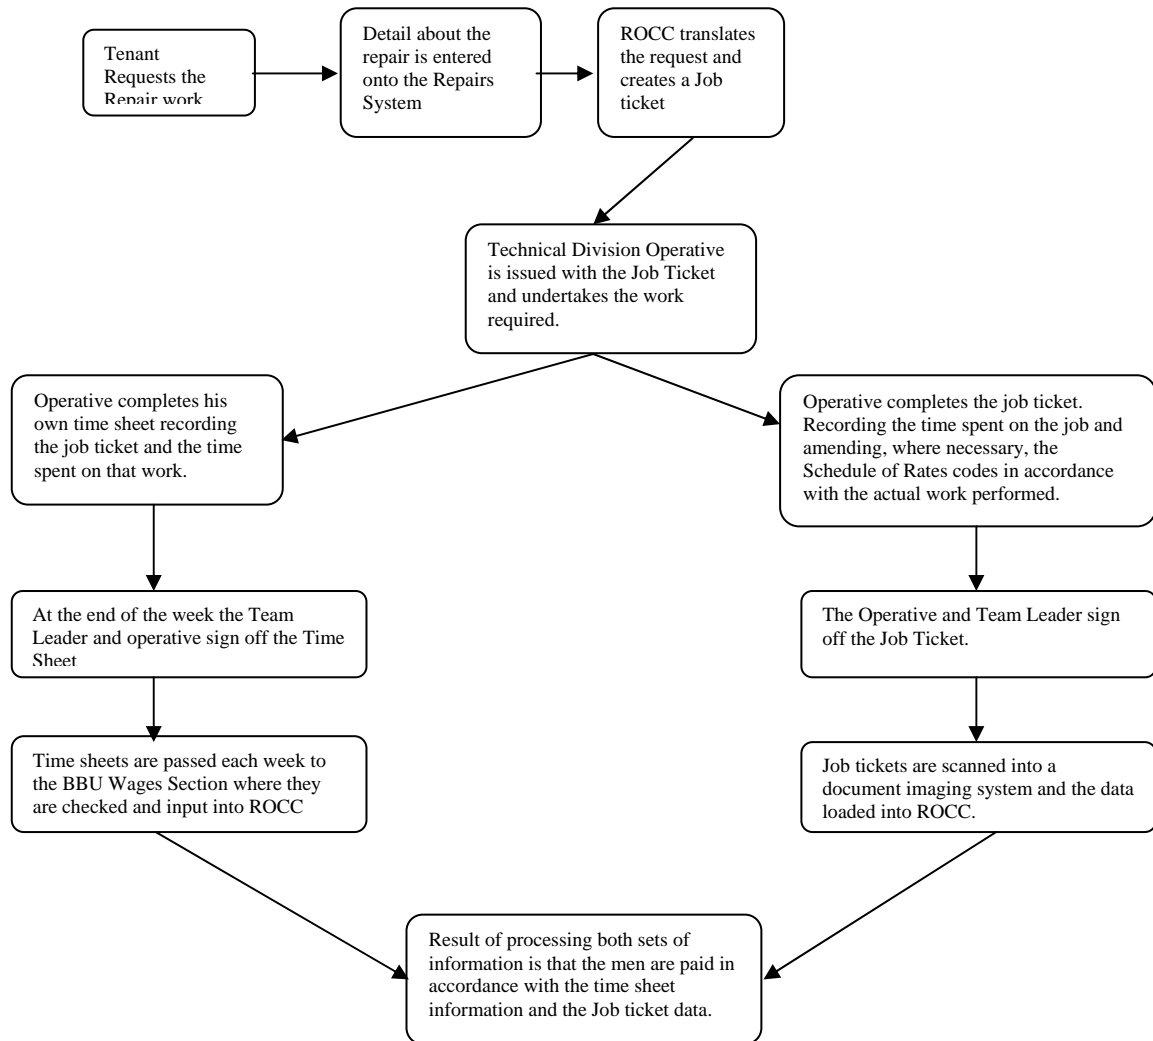 Tenant
Requests the
Repair work
Detail about the
repair is entered
onto the Repairs
System
ROCC translates
the request and
creates a Job
ticket
Technical Division Operative
is issued with the Job Ticket
and undertakes the work
required.
Operative completes his
own time sheet recording
the job ticket and the time
spent on that work.
Operative completes the job ticket.
Recording the time spent on the job and
amending, where necessary, the
Schedule of Rates codes in accordance
with the actual work performed.
At the end of the week the Team
Leader and operative sign off the Time
Sheet
The Operative and Team Leader sign
off the Job Ticket.
Time sheets are passed each week to
the BBU Wages Section where they
are checked and input into ROCC
Job tickets are scanned into a
document imaging system and the data
loaded into ROCC.
Result of processing both sets of
information is that the men are paid in
accordance with the time sheet
information and the Job ticket data.